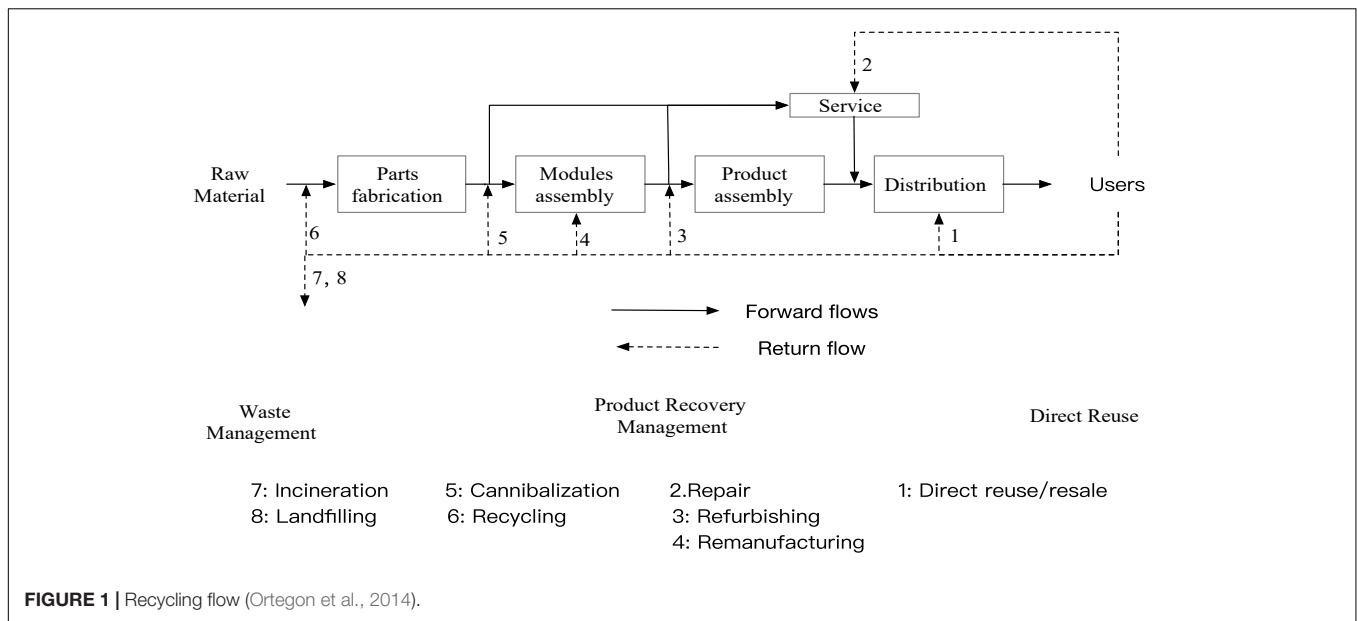 2
Service
Raw
Material
Parts
fabrication
Modules
assembly
Product
assembly
Distribution
Users
6
5
4
3
1
7, 8
Forward flows
Return flow
Waste
Management
Product Recovery
Management
Direct Reuse
7: Incineration
8: Landfilling
5: Cannibalization
6: Recycling
2.Repair
3: Refurbishing
4: Remanufacturing
1: Direct reuse/resale
FIGURE 1 | Recycling flow (Ortegon et al., 2014).